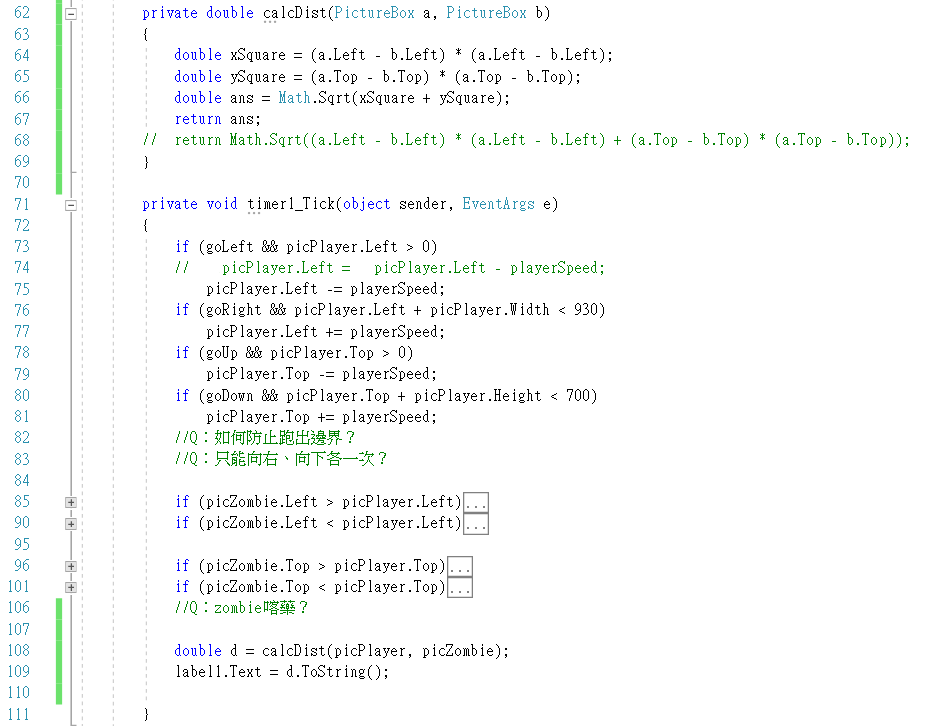 62 private double calcDist(PictureBox a, PictureBox b)
63 {
64 double xSquare = (a.Left - b.Left) * (a.Left - b.Left);
65 double ySquare = (a.Top - b.Top) * (a.Top - b.Top);
66 double ans = Math.Sqrt(xSquare + ySquare);
67 return ans;
68 // return Math.Sqrt((a.Left - b.Left) * (a.Left - b.Left) + (a.Top - b.Top) * (a.Top - b.Top));
69 }
70
71 private void timer1_Tick(object sender, EventArgs e)
72 {
73 if (goLeft && picPlayer.Left > 0)
74 // picPlayer.Left = picPlayer.Left - playerSpeed;
75 picPlayer.Left -= playerSpeed;
76 if (goRight && picPlayer.Left + picPlayer.Width < 930)
77 picPlayer.Left += playerSpeed;
78 if (goUp && picPlayer.Top > 0)
79 picPlayer.Top -= playerSpeed;
80 if (goDown && picPlayer.Top + picPlayer.Height < 700)
81 picPlayer.Top += playerSpeed;
82 //Q：如何防止跑出邊界？
83 //Q：只能向右、向下各一次？
84
85 if (picZombie.Left > picPlayer.Left)...
90 if (picZombie.Left < picPlayer.Left)...
95
96 if (picZombie.Top > picPlayer.Top)...
101 if (picZombie.Top < picPlayer.Top)...
106 //Q：zombie喀藥？
107
108 double d = calcDist(picPlayer, picZombie);
109 label1.Text = d.ToString();
110
111 }